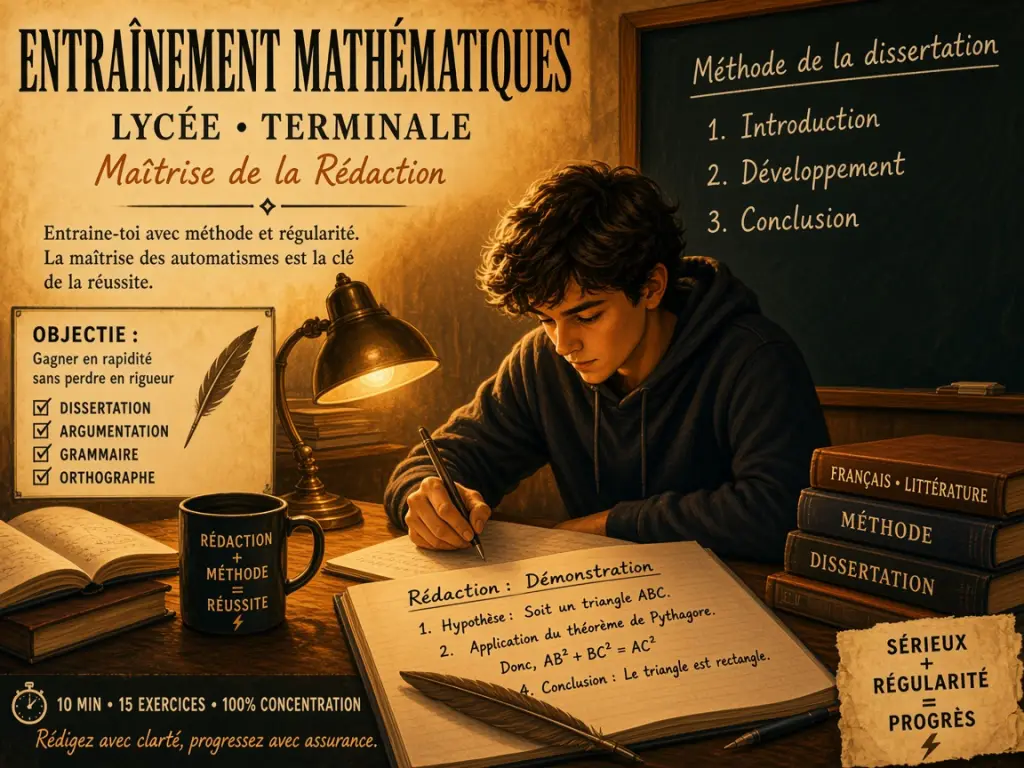 ENTRAÎNEMENT MATHÉMATIQUES
LYCÉE • TERMINALE
Maîtrise de la Rédaction
Entraine-toi avec méthode et régularité.
La maîtrise des automatismes est la clé
de la réussite.
OBJECTIE :
Gagner en rapidité
sans perdre en rigueur
DISSERTATION
ARGUMENTATION
GRAMMAIRE
ORTHOGRAPHE
Méthode de la dissertation
1. Introduction
2. Développement
3. Conclusion
RÉDACTION
+
MÉTHODE
=
RÉUSSITE
Rédaction : Démonstration
1. Hypothèse : Soit un triangle ABC.
2. Application du théorème de Pythagore.
Donc, AB² + BC² = AC²
4. Conclusion : Le triangle est rectangle.
FRANÇAIS • LITTÉRATURE
MÉTHODE
DISSERTATION
SÉRIEUX
+
RÉGULARITÉ
=
PROGRÈS
10 MIN • 15 EXERCICES • 100% CONCENTRATION
Rédigez avec clarté, progressez avec assurance.